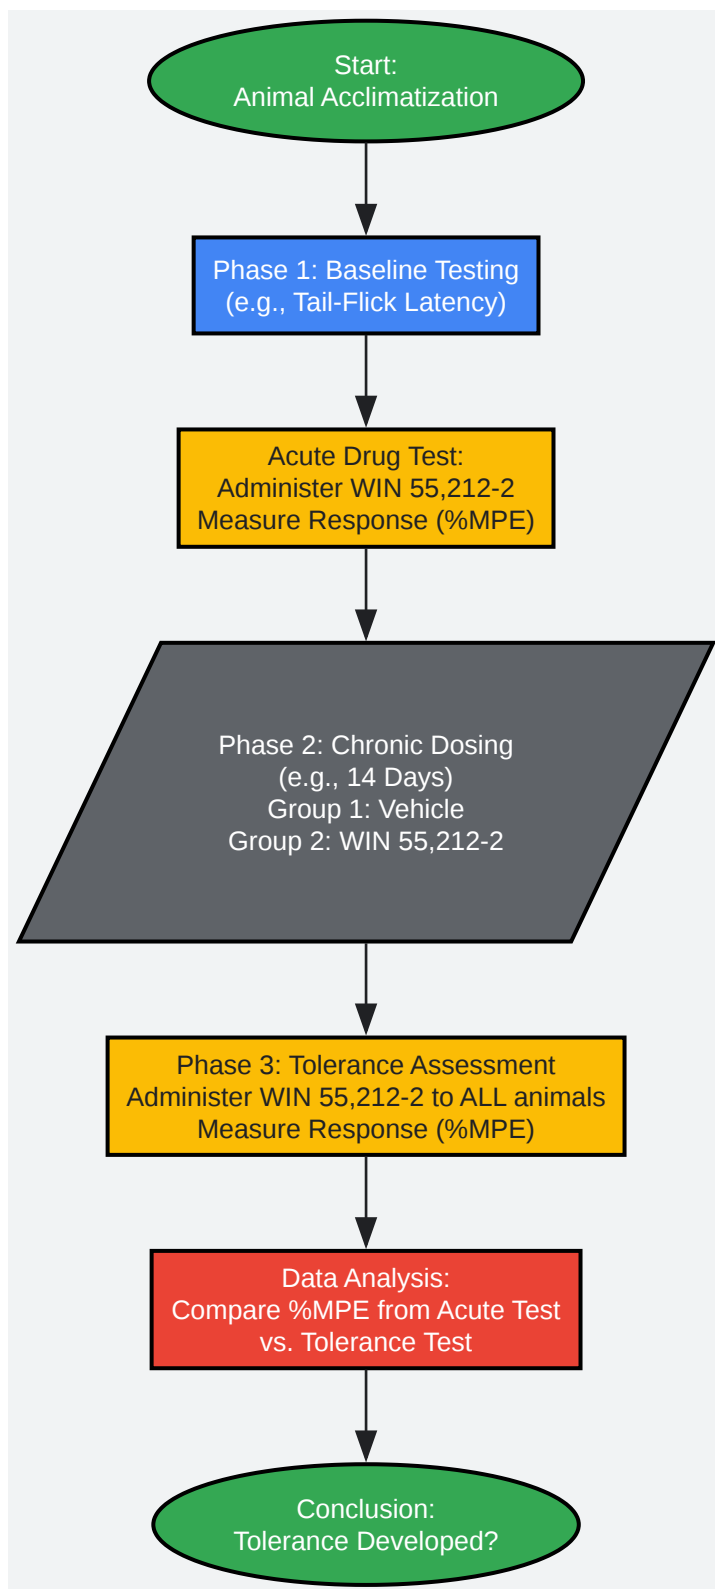 Start:
Animal Acclimatization
Phase 1: Baseline Testing
(e.g., Tail-Flick Latency)
Acute Drug Test:
Administer WIN 55,212-2
Measure Response (%MPE)
Phase 2: Chronic Dosing
(e.g., 14 Days)
Group 1: Vehicle
Group 2: WIN 55,212-2
Phase 3: Tolerance Assessment
Administer WIN 55,212-2 to ALL animals
Measure Response (%MPE)
Data Analysis:
Compare %MPE from Acute Test
vs. Tolerance Test
Conclusion:
Tolerance Developed?